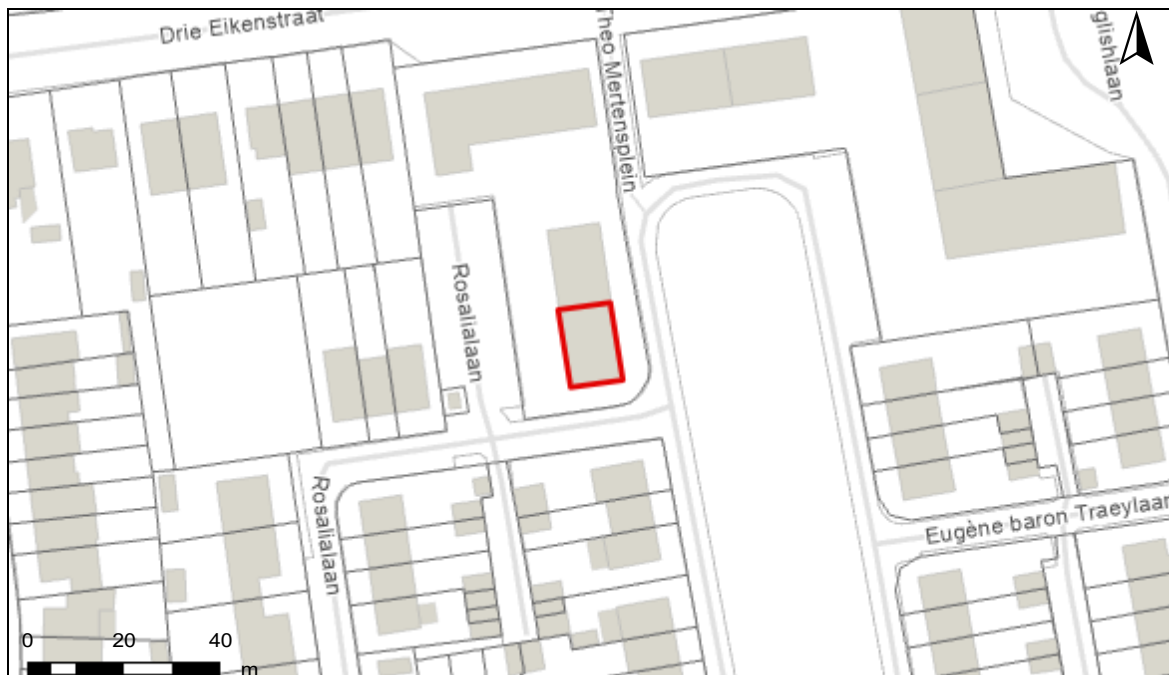 Drie Eikenstraat
Theo Mertensplein
glishlaan
Rosalialaan
Rosalialaan
Eugène baron Traeylaan
0 20 40
m